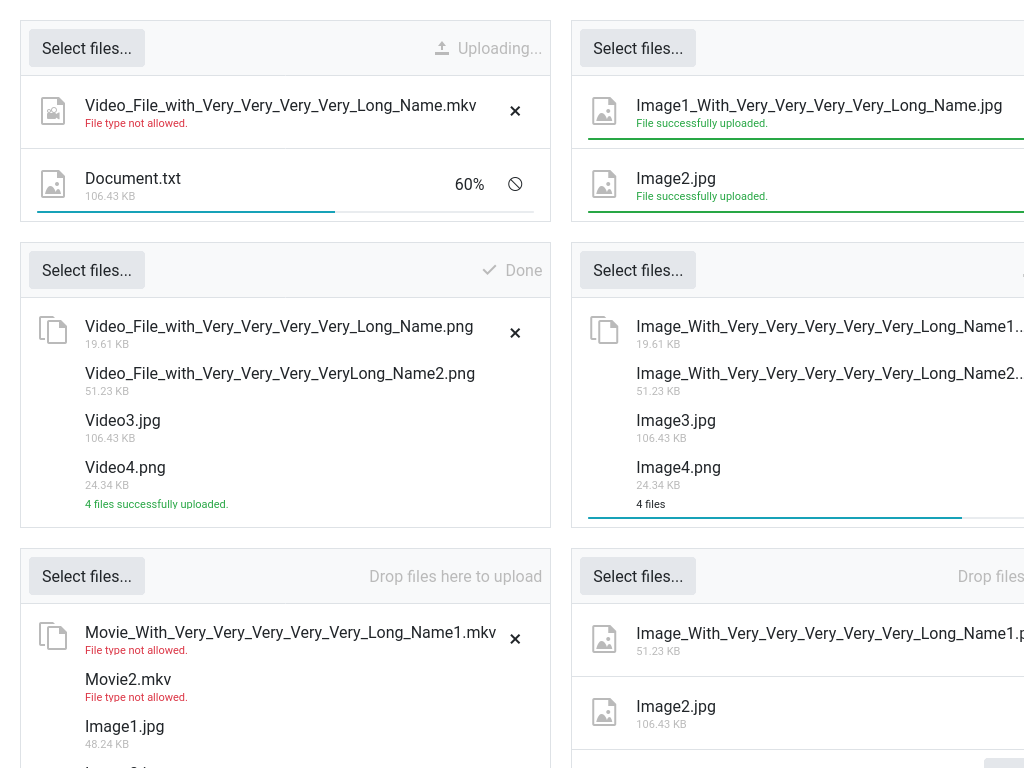 Select files...
Uploading...
Video_File_with_Very_Very_Very_Very_Long_Name.mkv
File type not allowed.
Document.txt
106.43 KB
60%
Select files...
Image1_With_Very_Very_Very_Very_Long_Name.jpg
File successfully uploaded.
Image2.jpg
File successfully uploaded.
Select files...
Done
Video_File_with_Very_Very_Very_Very_Long_Name.png
19.61 KB
Video_File_with_Very_Very_Very_VeryLong_Name2.png
51.23 KB
Video3.jpg
106.43 KB
Video4.png
24.34 KB
4 files successfully uploaded.
Select files...
Image_With_Very_Very_Very_Very_Very_Long_Name1...
19.61 KB
Image_With_Very_Very_Very_Very_Very_Long_Name2...
51.23 KB
Image3.jpg
106.43 KB
Image4.png
24.34 KB
4 files
Select files...
Drop files here to upload
Movie_With_Very_Very_Very_Very_Very_Long_Name1.mkv
File type not allowed.
Movie2.mkv
File type not allowed.
Image1.jpg
48.24 KB
Select files...
Drop files
Image_With_Very_Very_Very_Very_Very_Long_Name1.p
51.23 KB
Image2.jpg
106.43 KB